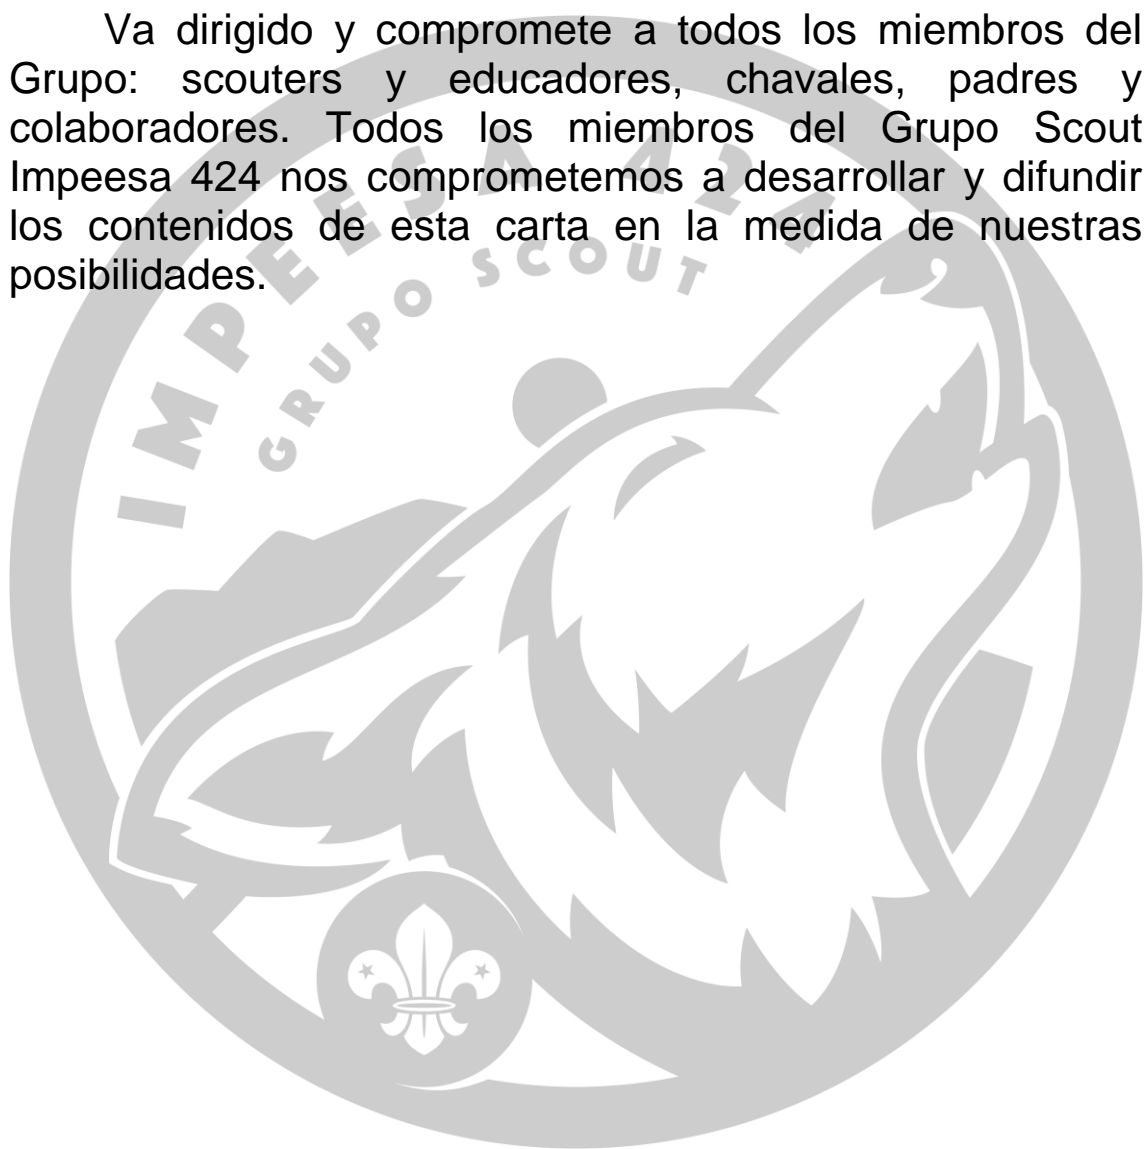 Va dirigido y compromete a todos los miembros del
Grupo: scouters y educadores, chavales, padres y
colaboradores. Todos los miembros del Grupo Scout
Impeesa 424 nos comprometemos a desarrollar y difundir
los contenidos de esta carta en la medida de nuestras
posibilidades.
IMPEESA 424
GRUPO SCOUT